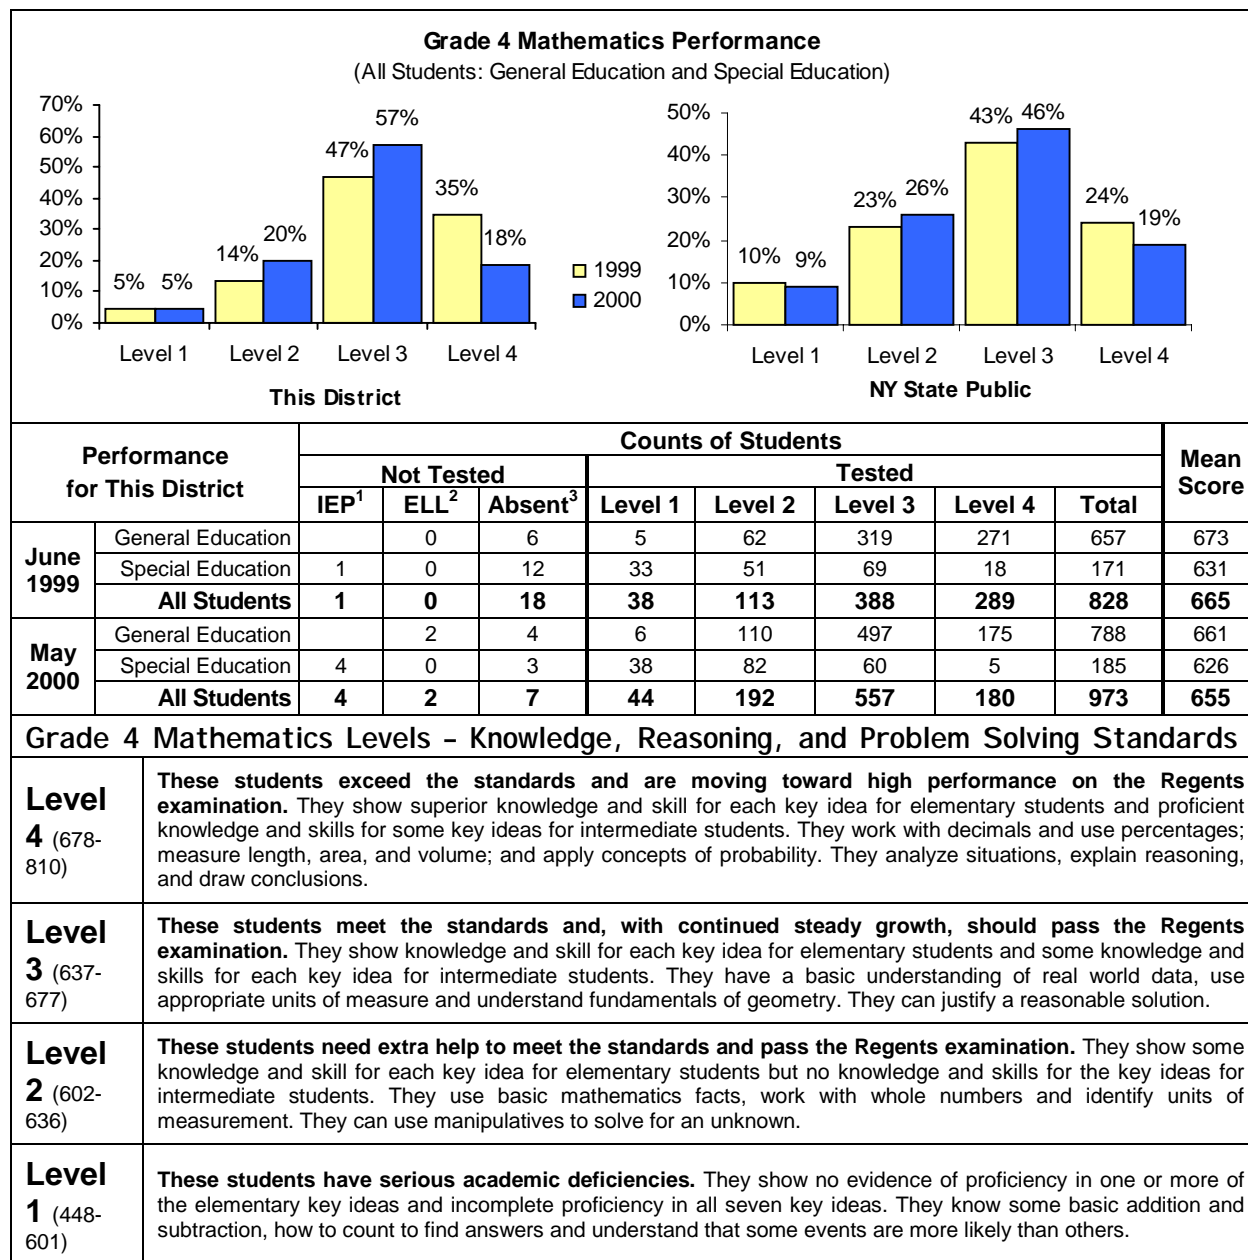 Grade 4 Mathematics Performance
(All Students: General Education and Special Education)
70%
60%
50%
40%
30%
20%
10%
0%
5% 5%
14% 20%
47% 57%
35% 18%
Level 1 Level 2 Level 3 Level 4
This District
1999
2000
50%
40%
30%
20%
10%
0%
10% 9%
23% 26%
43% 46%
24% 19%
Level 1 Level 2 Level 3 Level 4
NY State Public
Performance
for This District
Counts of Students
Mean
Score
Not Tested Tested
IEP1 ELL2 Absent3 Level 1 Level 2 Level 3 Level 4 Total
June
1999
General Education 0 6 5 62 319 271 657 673
Special Education 1 0 12 33 51 69 18 171 631
All Students 1 0 18 38 113 388 289 828 665
May
2000
General Education 2 4 6 110 497 175 788 661
Special Education 4 0 3 38 82 60 5 185 626
All Students 4 2 7 44 192 557 180 973 655
Grade 4 Mathematics Levels – Knowledge, Reasoning, and Problem Solving Standards
Level
4 (678-
810)
These students exceed the standards and are moving toward high performance on the Regents
examination. They show superior knowledge and skill for each key idea for elementary students and proficient
knowledge and skills for some key ideas for intermediate students. They work with decimals and use percentages;
measure length, area, and volume; and apply concepts of probability. They analyze situations, explain reasoning,
and draw conclusions.
Level
3 (637-
677)
These students meet the standards and, with continued steady growth, should pass the Regents
examination. They show knowledge and skill for each key idea for elementary students and some knowledge and
skills for each key idea for intermediate students. They have a basic understanding of real world data, use
appropriate units of measure and understand fundamentals of geometry. They can justify a reasonable solution.
Level
2 (602-
636)
These students need extra help to meet the standards and pass the Regents examination. They show some
knowledge and skill for each key idea for elementary students but no knowledge and skills for the key ideas for
intermediate students. They use basic mathematics facts, work with whole numbers and identify units of
measurement. They can use manipulatives to solve for an unknown.
Level
1 (448-
601)
These students have serious academic deficiencies. They show no evidence of proficiency in one or more of
the elementary key ideas and incomplete proficiency in all seven key ideas. They know some basic addition and
subtraction, how to count to find answers and understand that some events are more likely than others.